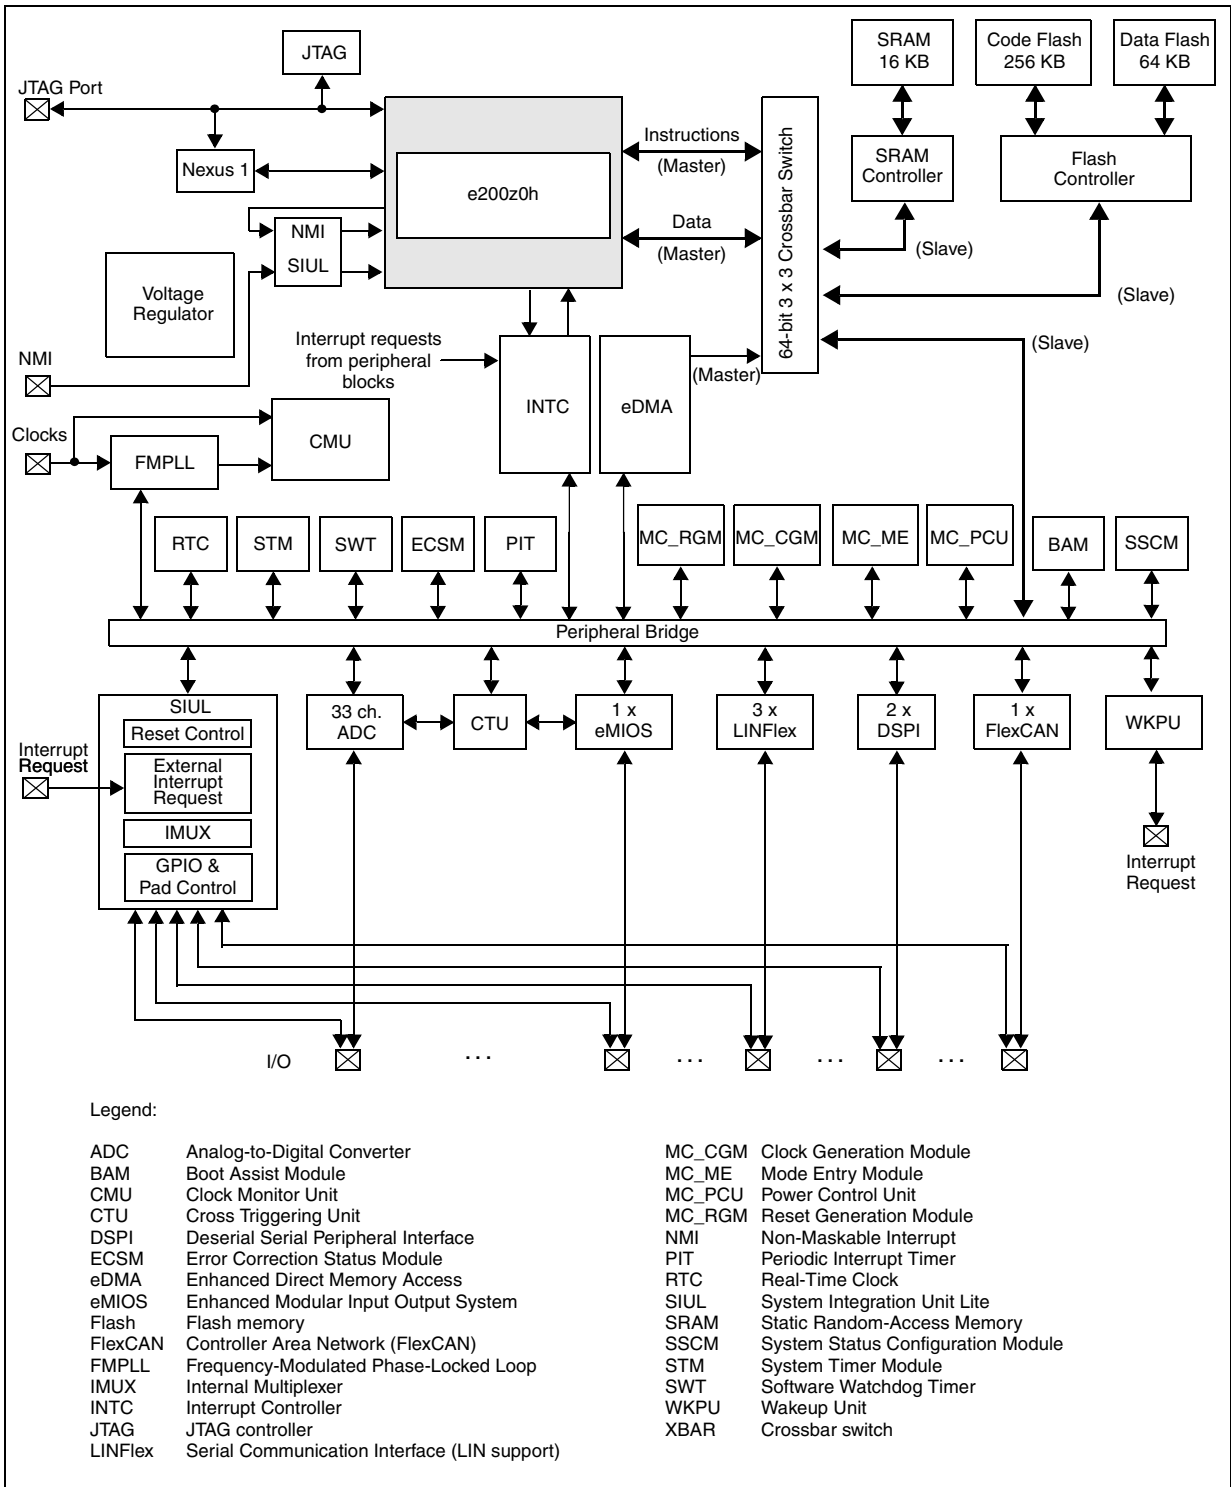 JTAG
JTAG Port
Nexus 1
e200z0h
NMI
SIUL
Voltage
Regulator
NMI
Instructions
(Master)
Data
(Master)
64-bit 3 x 3 Crossbar Switch
SRAM
16 KB
Code Flash
256 KB
Data Flash
64 KB
SRAM
Controller
Flash
Controller
(Slave)
(Slave)
(Slave)
Interrupt requests
from peripheral
blocks
INTC
eDMA
(Master)
Clocks
FMPLL
CMU
RTC
STM
SWT
ECSM
PIT
MC_RGM
MC_CGM
MC_ME
MC_PCU
BAM
SSCM
Peripheral Bridge
SIUL
Reset Control
External
Interrupt
Request
IMUX
GPIO &
Pad Control
Interrupt
Request
33 ch.
ADC
CTU
1 x
eMIOS
3 x
LINFlex
2 x
DSPI
1 x
FlexCAN
WKPU
Interrupt
Request
I/O
. . .
. . .
. . .
. . .
Legend:
ADC Analog-to-Digital Converter
BAM Boot Assist Module
CMU Clock Monitor Unit
CTU Cross Triggering Unit
DSPI Deserial Serial Peripheral Interface
ECSM Error Correction Status Module
eDMA Enhanced Direct Memory Access
eMIOS Enhanced Modular Input Output System
Flash Flash memory
FlexCAN Controller Area Network (FlexCAN)
FMPLL Frequency-Modulated Phase-Locked Loop
IMUX Internal Multiplexer
INTC Interrupt Controller
JTAG JTAG controller
LINFlex Serial Communication Interface (LIN support)
MC_CGM Clock Generation Module
MC_ME Mode Entry Module
MC_PCU Power Control Unit
MC_RGM Reset Generation Module
NMI Non-Maskable Interrupt
PIT Periodic Interrupt Timer
RTC Real-Time Clock
SIUL System Integration Unit Lite
SRAM Static Random-Access Memory
SSCM System Status Configuration Module
STM System Timer Module
SWT Software Watchdog Timer
WKPU Wakeup Unit
XBAR Crossbar switch